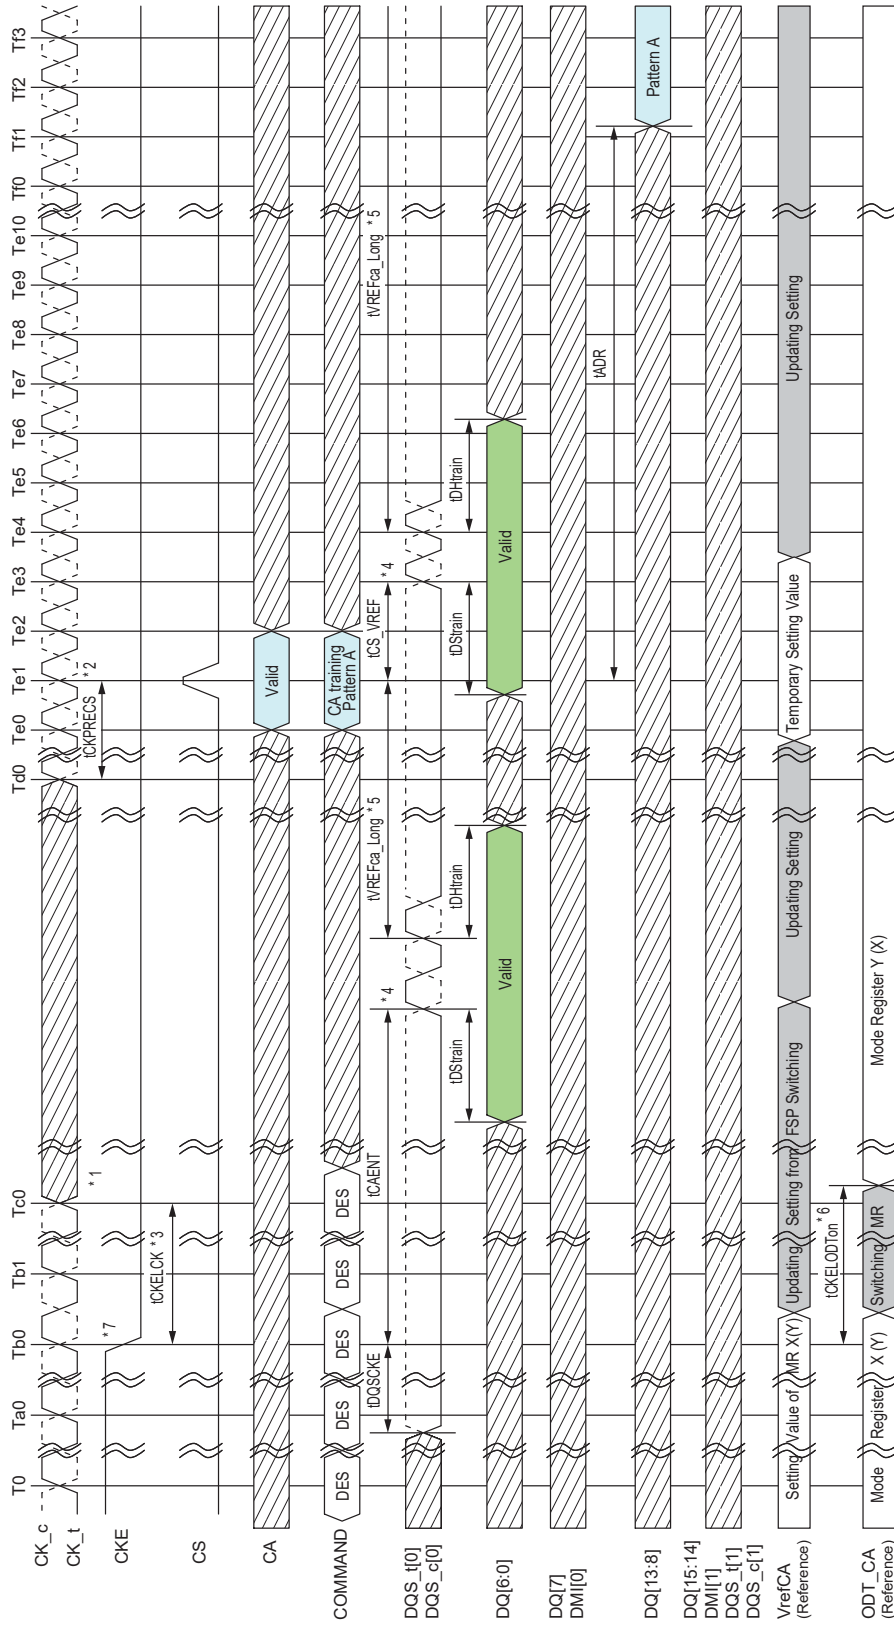 T0 Ta0 Tb0 Tb1 Tc0 Td0 Te0 Te1 Te2 Te3 Te4 Te5 Te6 Te7 Te8 Te9 Te10 Tf0 Tf1 Tf2 Tf3
CK_c
CK_t
*1
tCKPRECS
*2
CKE
*7
tCKELCK *3
CS
CA
Valid
COMMAND
DES DES DES DES DES
CA training
Pattern A
tDQSCKE
tCAENT
tVREFca_Long *5
tCS_VREF
tVREFca_Long *5
*4
*4
DQS_t[0]
DQS_c[0]
tDStrain
tDHtrain
tDStrain
tDHtrain
DQ[6:0]
Valid
Valid
DQ[7]
DMI[0]
tADR
DQ[13:8]
Pattern A
DQ[15:14]
DMI[1]
DQS_t[1]
DQS_c[1]
VrefCA
(Reference)
Setting Value of MR X(Y)
Updating Setting from FSP Switching
Updating Setting
Temporary Setting Value
Updating Setting
tCKELODTon *6
ODT_CA
(Reference)
Mode Register X (Y)
Switching MR
Mode Register Y (X)